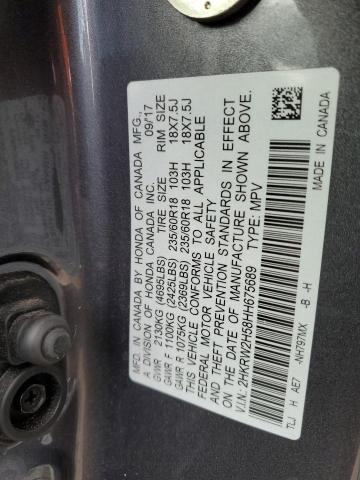 MFD. IN CANADA BY HONDA OF CANADA MFG.,
A DIVISION OF HONDA CANADA INC. 09/17
TIRE SIZE RIM SIZE
GVWR 2130KG (4695LBS)
GAWR F 1100KG (2425LBS) 235/60R18 103H 18X7.5J
GAWR R 1075KG (2369LBS) 235/60R18 103H 18X7.5J
THIS VEHICLE CONFORMS TO ALL APPLICABLE
FEDERAL MOTOR VEHICLE SAFETY
AND THEFT PREVENTION STANDARDS IN EFFECT
ON THE DATE OF MANUFACTURE SHOWN ABOVE.
V.I.N.: 2HKRW2H58HH675689 TYPE: MPV
TLJ H AE7 -NH797MX -B -H
MADE IN CANADA